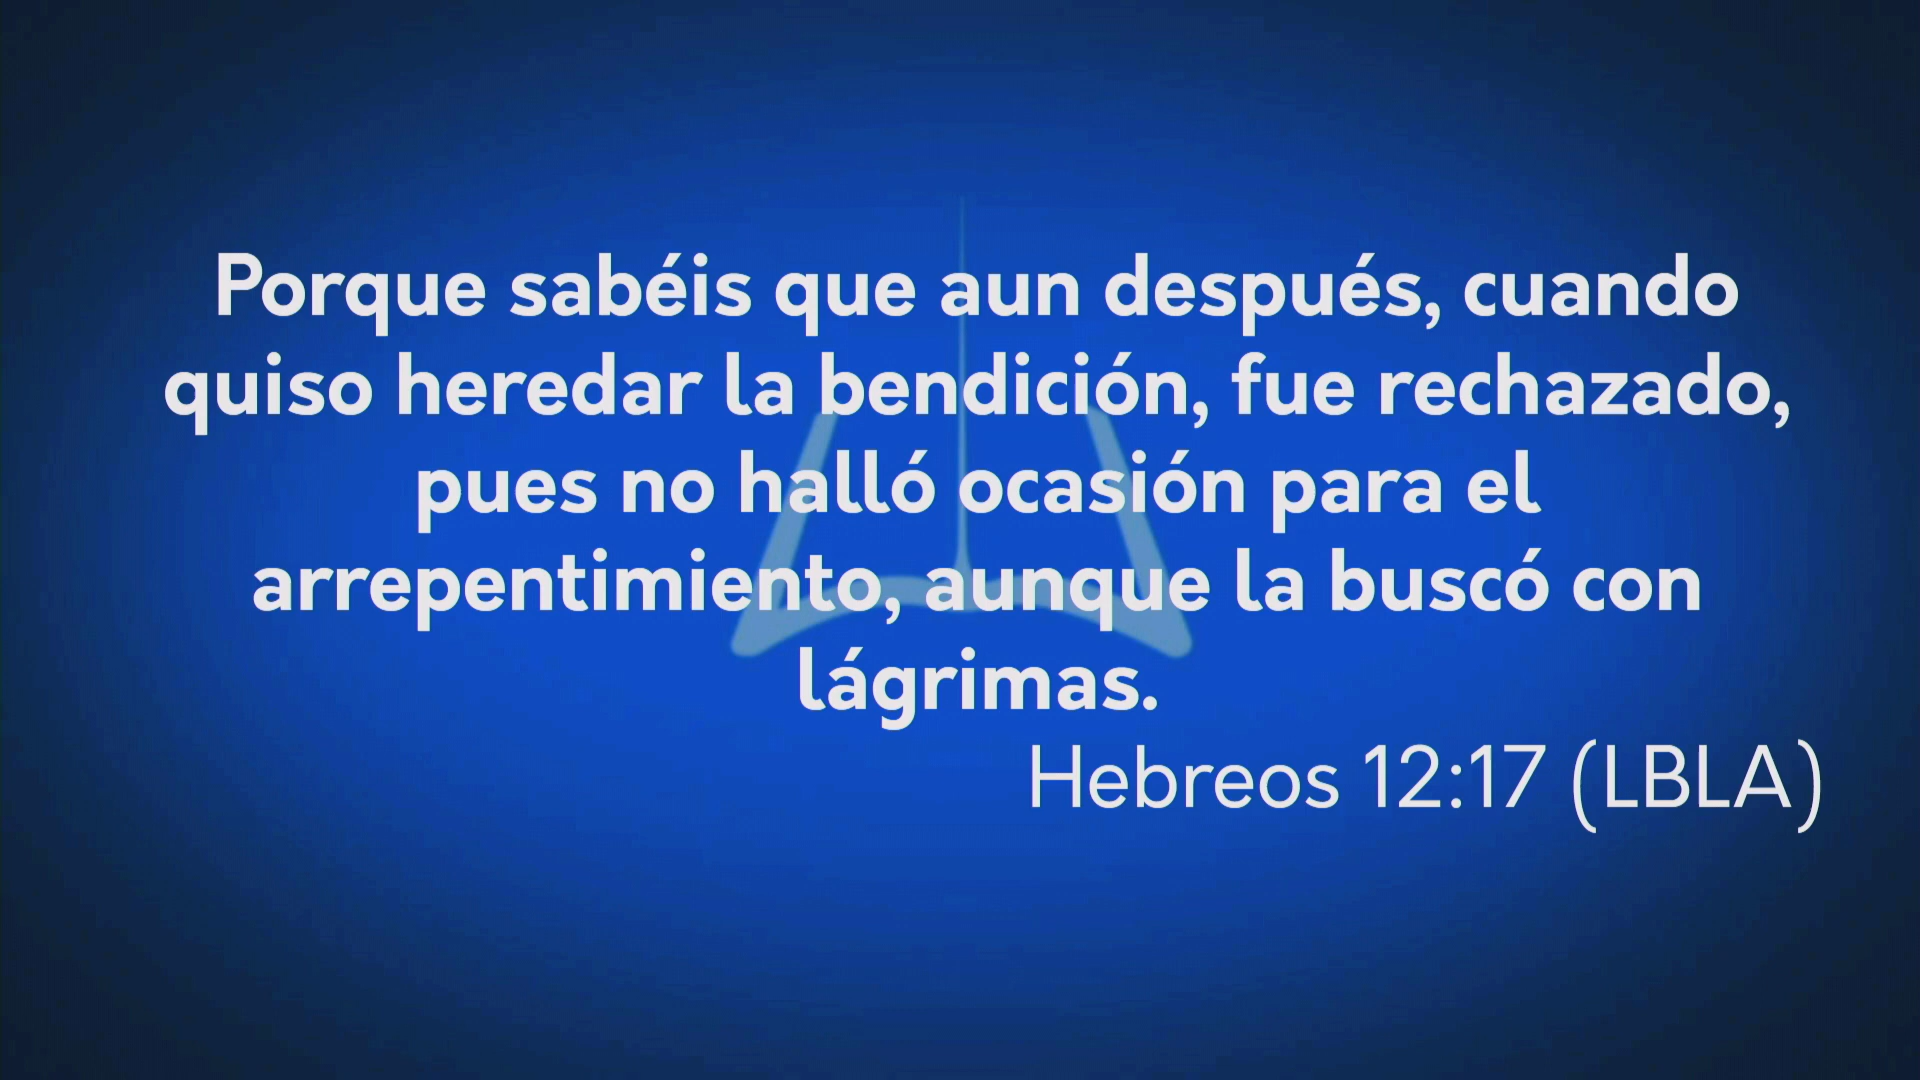 Porque sabéis que aun después, cuando
quiso heredar la bendición, fue rechazado,
pues no halló ocasión para el
arrepentimiento, aunque la buscó con
lágrimas.
Hebreos 12:17 (LBLA)